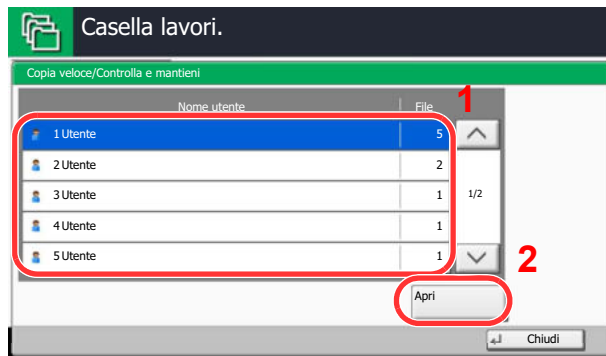 Casella lavori.
Copia veloce/Controlla e mantieni
Nome utente File 1
1 Utente 5
2 Utente 2
3 Utente 1 1/2
4 Utente 1
5 Utente 1
2
Apri
Chiudi